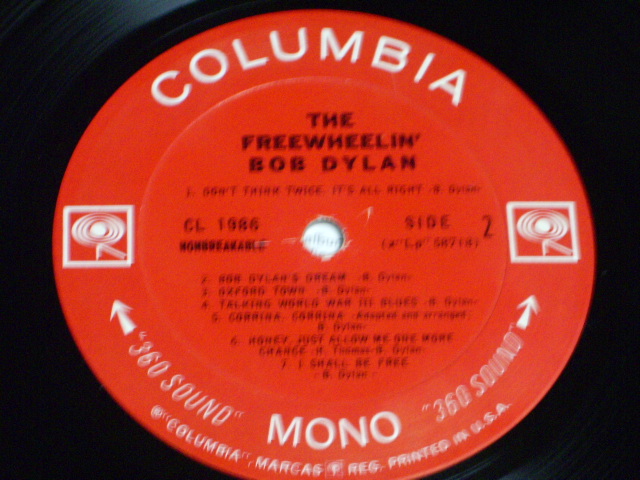 COLUMBIA
THE
FREEWHEELIN'
BOB DYLAN
1. DON'T THINK TWICE, IT'S ALL RIGHT -B. Dylan-
CL 1986 SIDE 2
NONBREAKABLE
2. BOB DYLAN'S DREAM -B. Dylan-
3. OXFORD TOWN -B. Dylan-
4. TALKING WORLD WAR III BLUES -B. Dylan-
5. CORRINA, CORRINA -Adapted and arranged:
B. Dylan-
6. HONEY, JUST ALLOW ME ONE MORE
CHANCE -H. Thomas-B. Dylan-
7. I SHALL BE FREE
-B. Dylan-
"360 SOUND" MONO "360 SOUND"
® "COLUMBIA", MARCAS REG. PRINTED IN U.S.A.